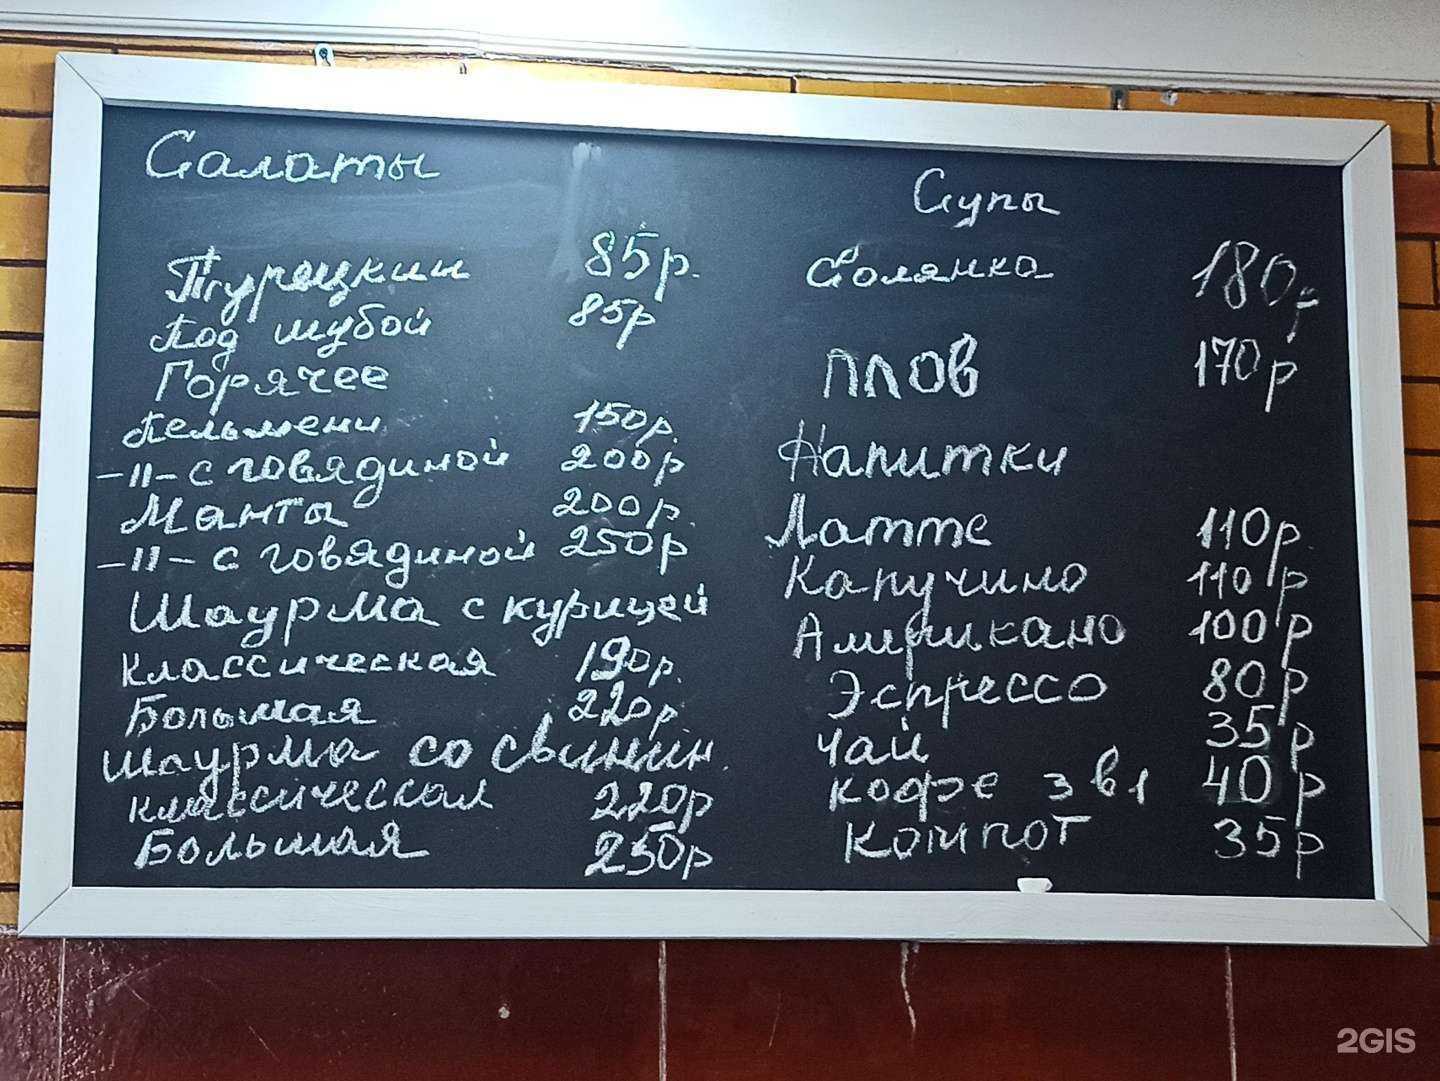 Салаты
Турецкий 85р.
Под шубой 85р
Горячее
Пельмени 150р.
-II- с говядиной 200р
Манты 200р.
-II- с говядиной 250р
Шаурма с курицей
классическая 190р.
Большая 220р
Шаурма со свинин.
классическая 220р
Большая 250р
Супы
Солянка 180р
плов 170р
Напитки
Латте 110р
Капучино 110р
Американо 100р
Эспрессо 80р
чай 35р
кофе 3 в 1 40р
компот 35р
2GIS